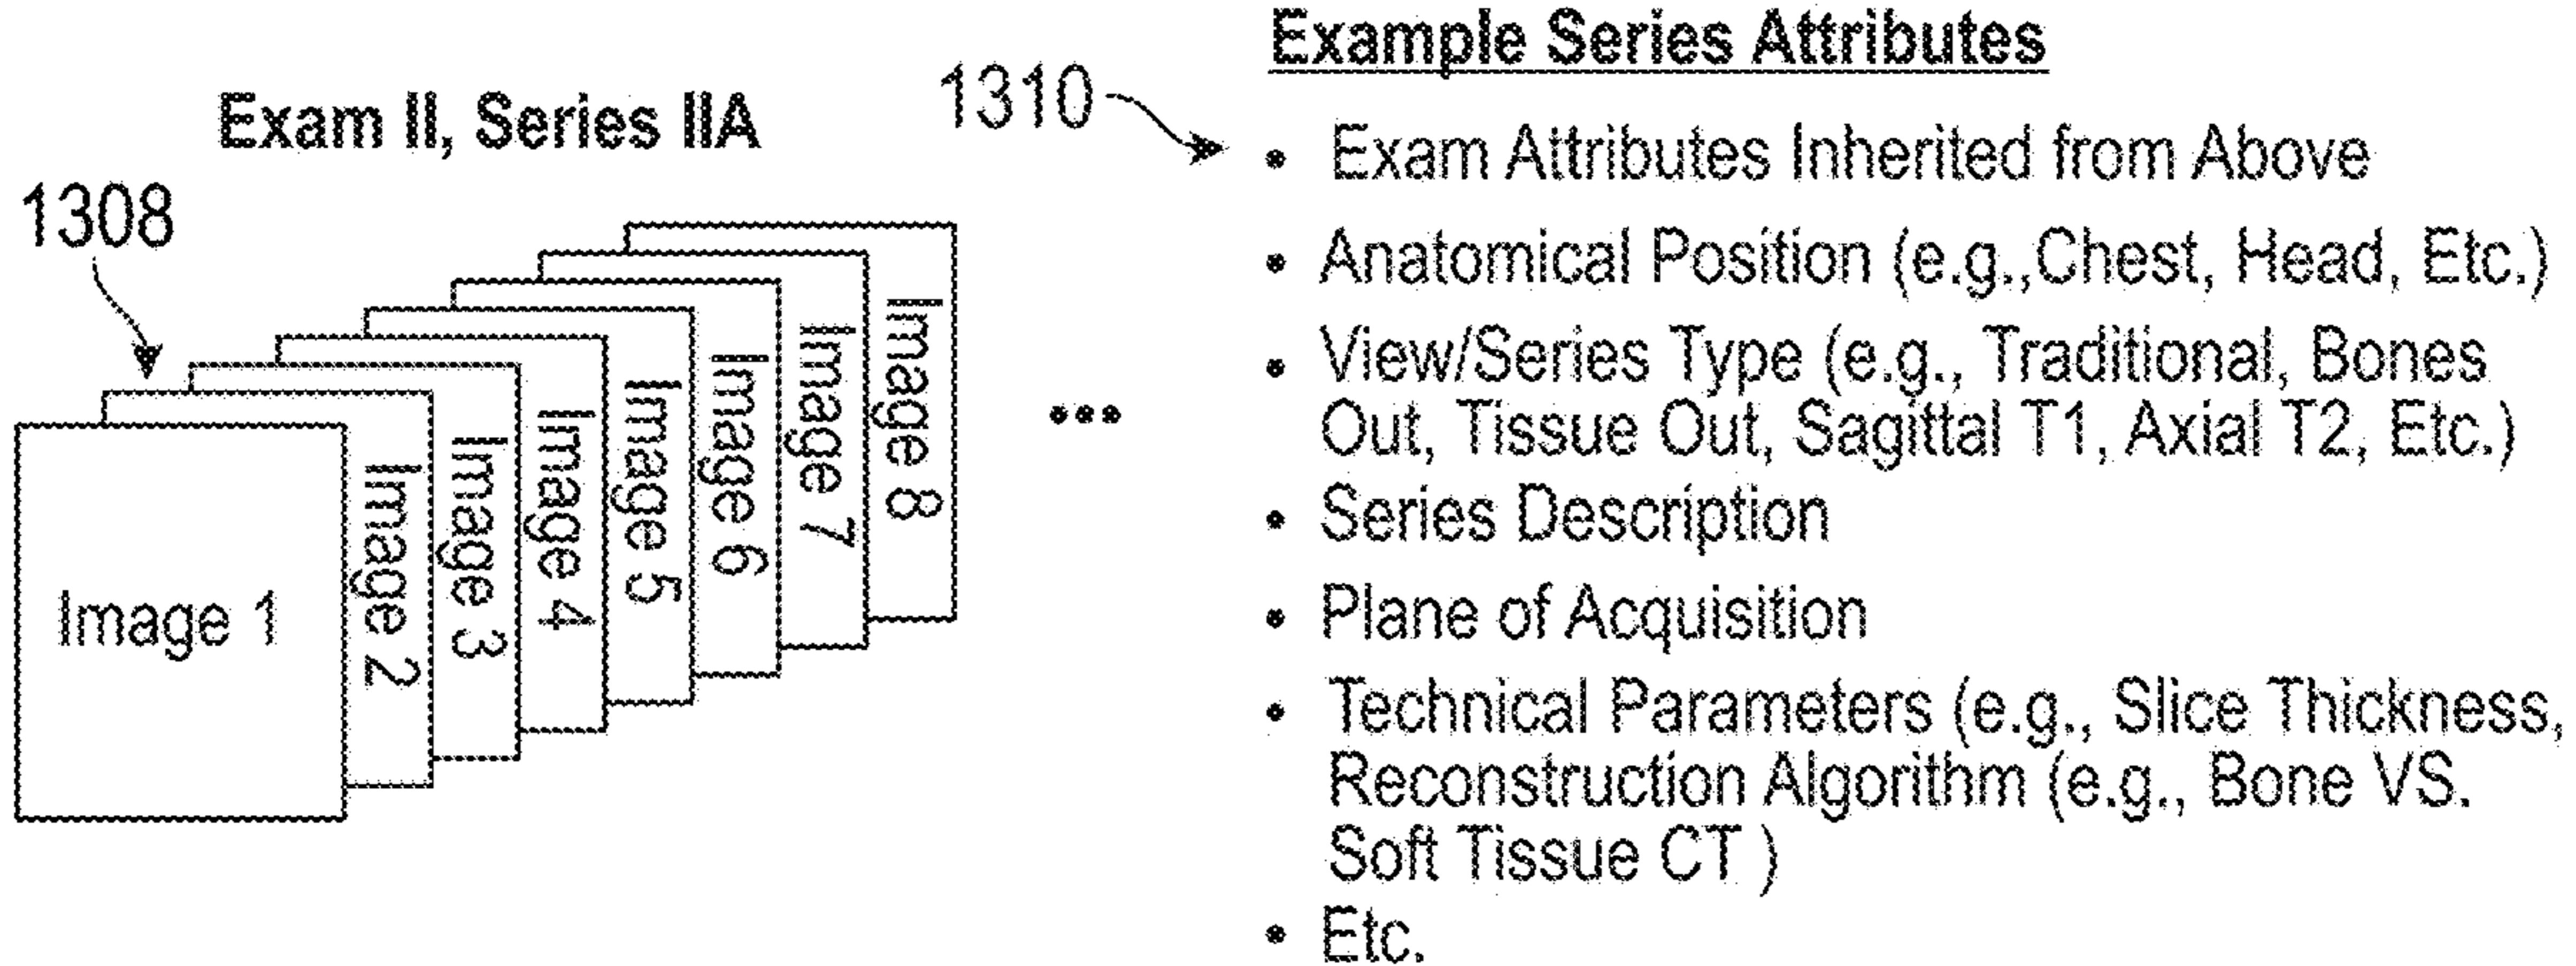 Exam II, Series IIA
1308
Image 1
Image 2
Image 3
Image 4
Image 5
Image 6
Image 7
Image 8
•••
1310
Example Series Attributes
• Exam Attributes Inherited from Above
• Anatomical Position (e.g.,Chest, Head, Etc.)
• View/Series Type (e.g., Traditional, Bones
Out, Tissue Out, Sagittal T1, Axial T2, Etc.)
• Series Description
• Plane of Acquisition
• Technical Parameters (e.g., Slice Thickness,
Reconstruction Algorithm (e.g., Bone VS.
Soft Tissue CT )
• Etc.